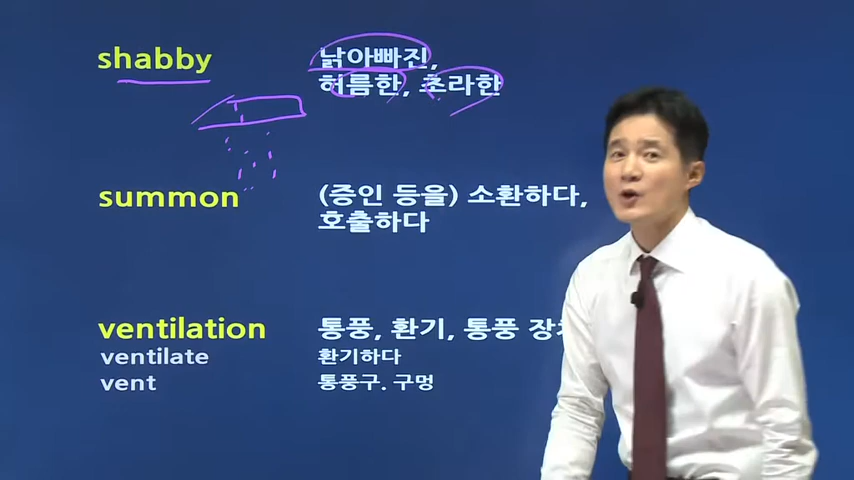 shabby
낡아빠진,
허름한, 초라한
summon
(증인 등을) 소환하다,
호출하다
ventilation
통풍, 환기, 통풍
ventilate
환기하다
vent
통풍구. 구멍